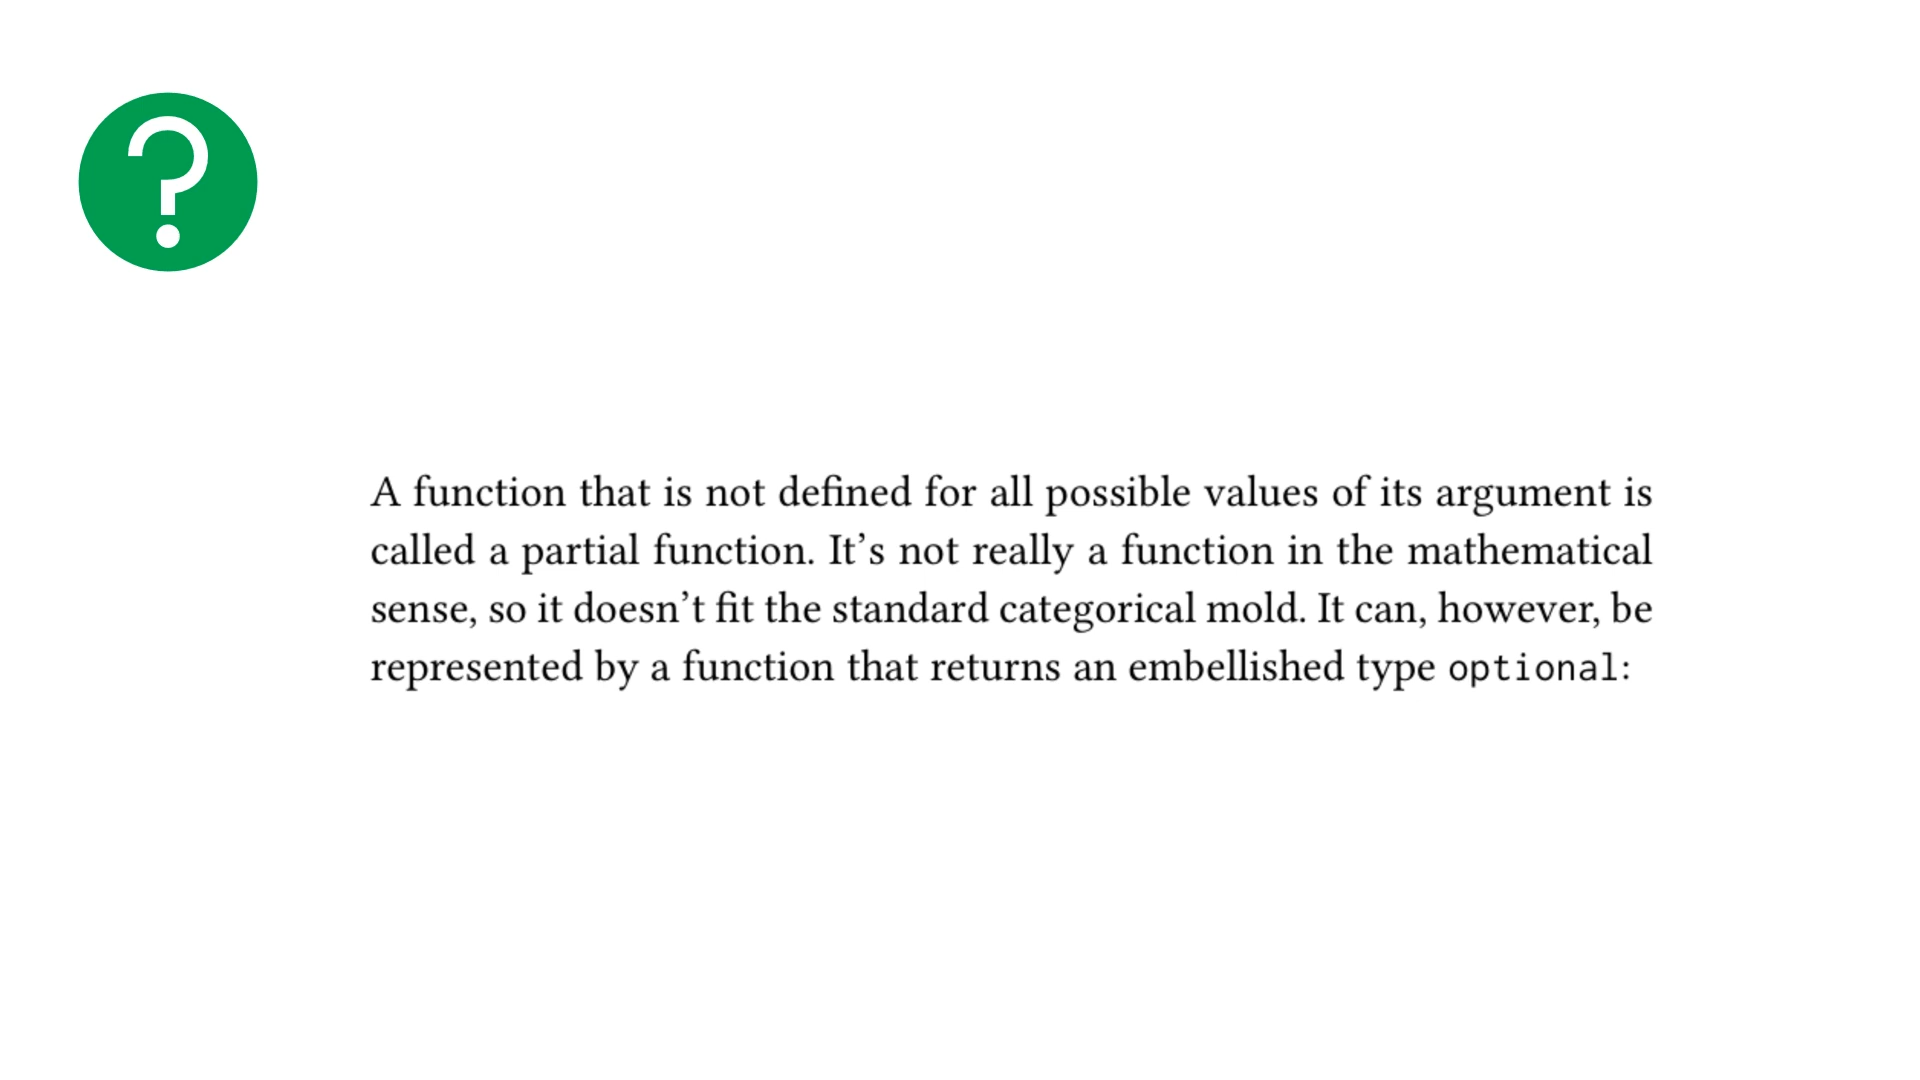 ?
A function that is not defined for all possible values of its argument is
called a partial function. It’s not really a function in the mathematical
sense, so it doesn’t fit the standard categorical mold. It can, however, be
represented by a function that returns an embellished type optional: